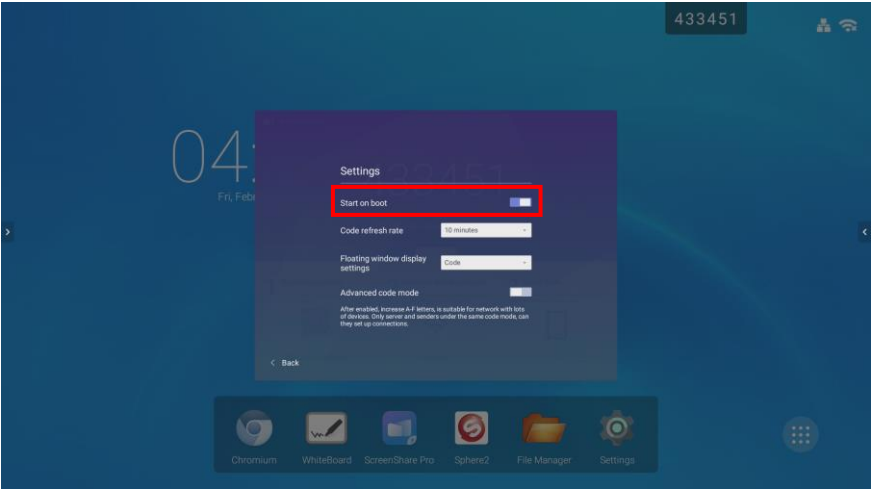 433451
04:
Fri, Feb
Settings
Start on boot
Code refresh rate
10 minutes
Floating window display
settings
Code
Advanced code mode
After enabled, increase A-F letters, is suitable for network with lots
of devices. Only server and senders under the same code mode, can
they set up connections.
< Back
Chromium
WhiteBoard
ScreenShare Pro
Sphere2
File Manager
Settings